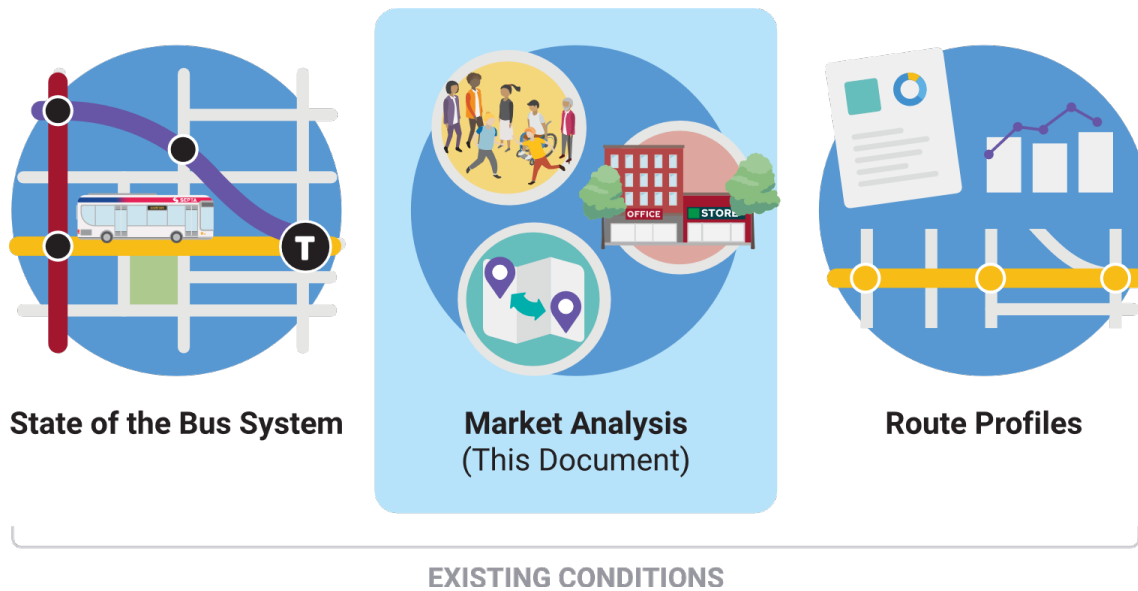 SEPTA
T
OFFICE
STORE
State of the Bus System
Market Analysis
(This Document)
Route Profiles
EXISTING CONDITIONS